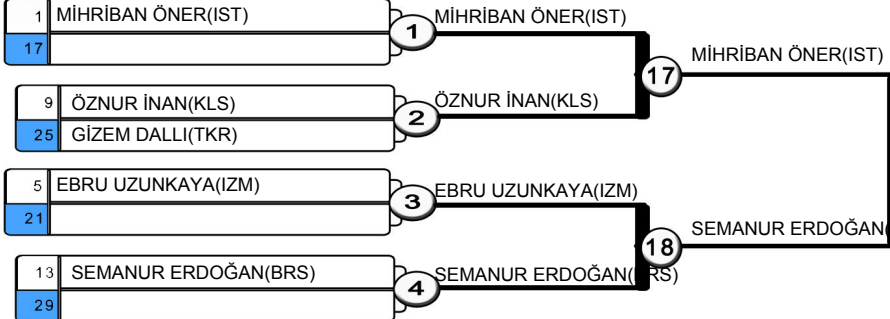 1 MİHRİBAN ÖNER(IST)
17
1 MİHRİBAN ÖNER(IST)
17 MİHRİBAN ÖNER(IST)
9 ÖZNUR İNAN(KLS)
25 GİZEM DALLI(TKR)
2 ÖZNUR İNAN(KLS)
5 EBRU UZUNKAYA(IZM)
21
3 EBRU UZUNKAYA(IZM)
18 SEMANUR ERDOĞAN(
13 SEMANUR ERDOĞAN(BRS)
29
4 SEMANUR ERDOĞAN(BRS)